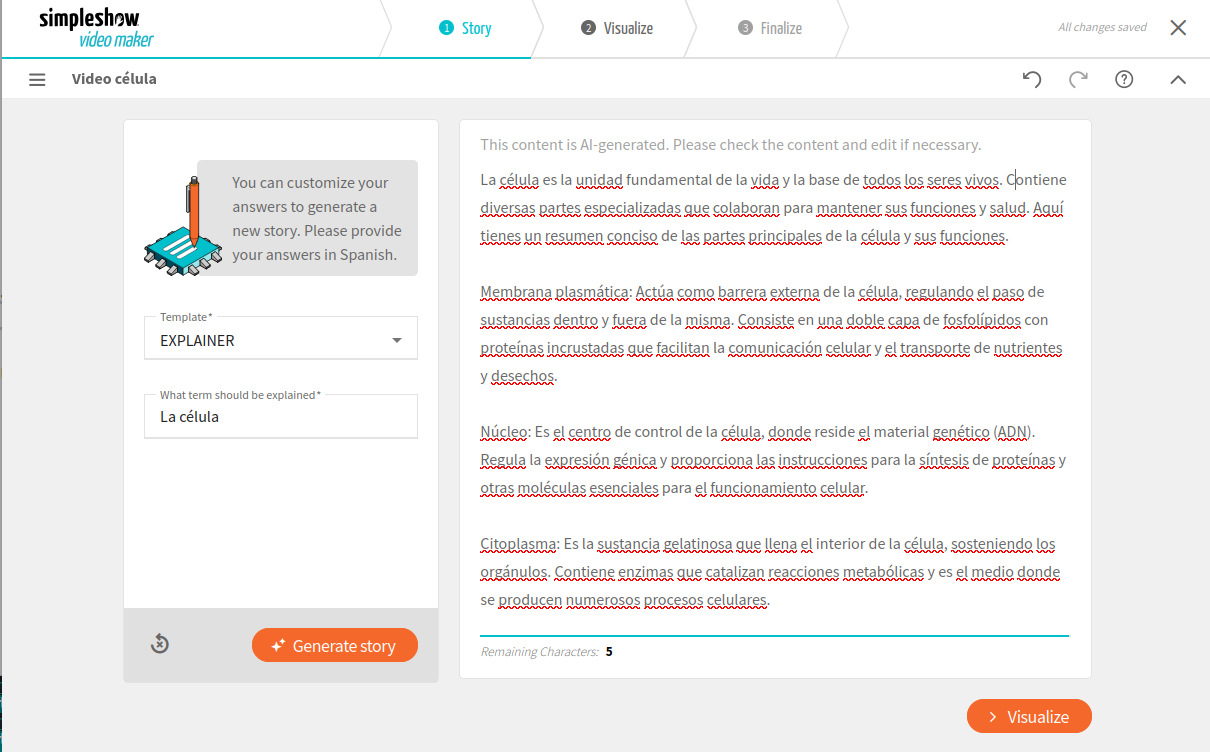 simpleshow
video maker
1 Story
2 Visualize
3 Finalize
All changes saved
Video célula
You can customize your
answers to generate a
new story. Please provide
your answers in Spanish.
Template*
EXPLAINER
What term should be explained*
La célula
Generate story
This content is AI-generated. Please check the content and edit if necessary.
La célula es la unidad fundamental de la vida y la base de todos los seres vivos. Contiene
diversas partes especializadas que colaboran para mantener sus funciones y salud. Aquí
tienes un resumen conciso de las partes principales de la célula y sus funciones.
Membrana plasmática: Actúa como barrera externa de la célula, regulando el paso de
sustancias dentro y fuera de la misma. Consiste en una doble capa de fosfolípidos con
proteínas incrustadas que facilitan la comunicación celular y el transporte de nutrientes
y desechos.
Núcleo: Es el centro de control de la célula, donde reside el material genético (ADN).
Regula la expresión génica y proporciona las instrucciones para la síntesis de proteínas y
otras moléculas esenciales para el funcionamiento celular.
Citoplasma: Es la sustancia gelatinosa que llena el interior de la célula, sosteniendo los
orgánulos. Contiene enzimas que catalizan reacciones metabólicas y es el medio donde
se producen numerosos procesos celulares.
Remaining Characters: 5
Visualize